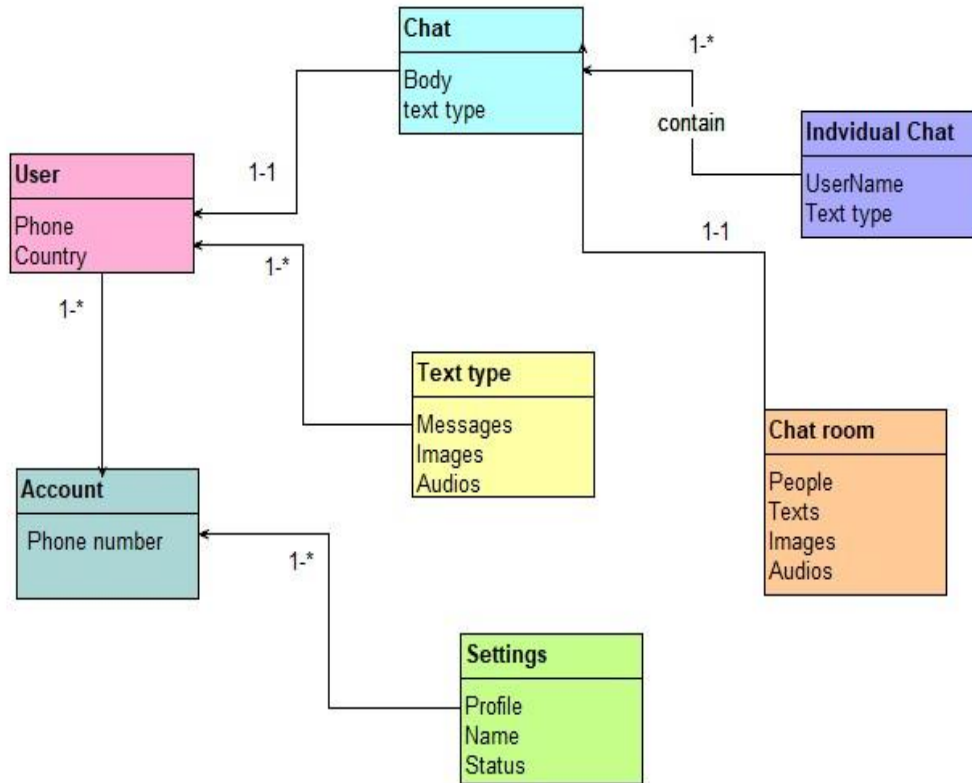 Chat
Body
text type
1-*
contain
Indvidual Chat
UserName
Text type
User
Phone
Country
1-1
1-*
1-1
1-*
Text type
Messages
Images
Audios
Chat room
People
Texts
Images
Audios
Account
Phone number
1-*
Settings
Profile
Name
Status